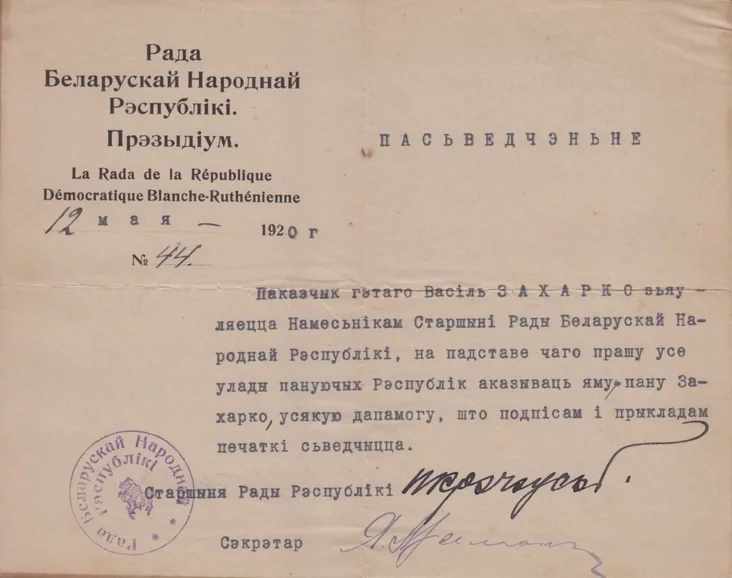 Рада
Беларускай Народнай
Рэспублікі.
Прэзыдіум.
La Rada de la République
Démocratique Blanche-Ruthénienne
12 мая — 1920 г
№ 44.
ПАСЬВЕДЧЭНЬНЕ
Паказчык гэтаго Васіль ЗАХАРКО зьяу-
ляецца Намесьнікам Старшыні Рады Беларускай На-
роднай Рэспублікі, на падставе чаго прашу усе
улады пануючых Рэспублік аказываць яму, пану За-
харко, усякую дапамогу, што подпісам і прыкладам
печаткі сьведчыцца.
Старшыня Рады Рэспублікі
Сэкрэтар
Рада Беларускай Народнай
Рэспублікі